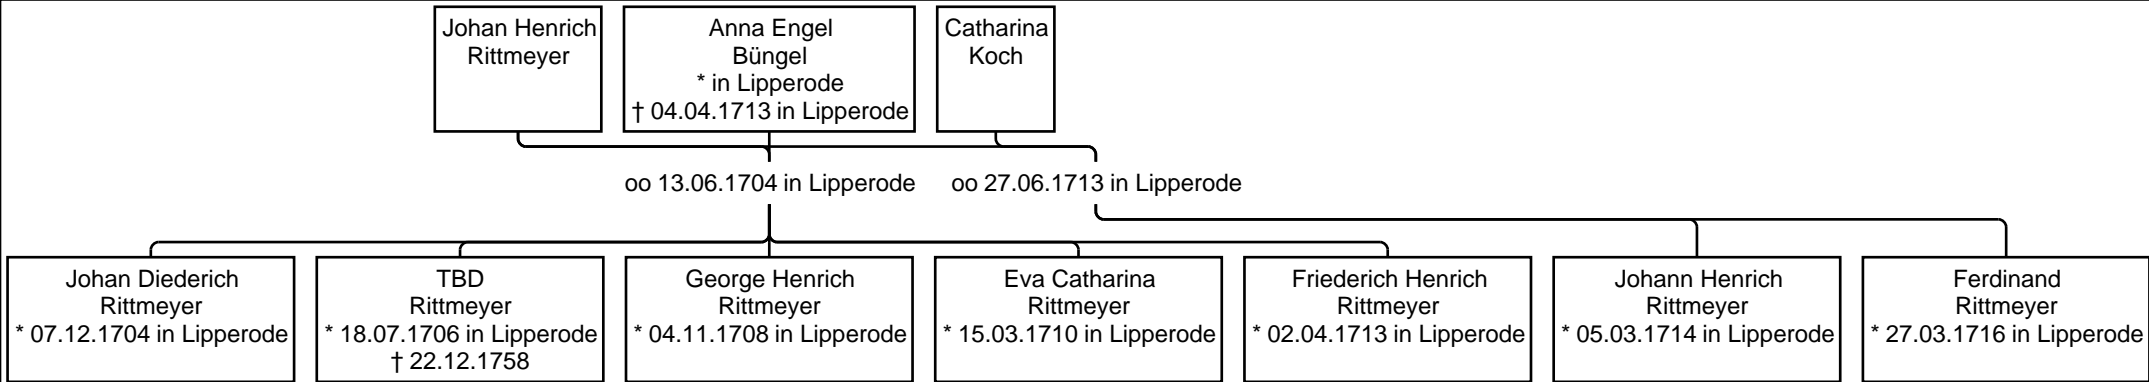 Johan Henrich
Rittmeyer
Anna Engel
Büngel
* in Lipperode
† 04.04.1713 in Lipperode
Catharina
Koch
oo 13.06.1704 in Lipperode
oo 27.06.1713 in Lipperode
Johan Diederich
Rittmeyer
* 07.12.1704 in Lipperode
TBD
Rittmeyer
* 18.07.1706 in Lipperode
† 22.12.1758
George Henrich
Rittmeyer
* 04.11.1708 in Lipperode
Eva Catharina
Rittmeyer
* 15.03.1710 in Lipperode
Friederich Henrich
Rittmeyer
* 02.04.1713 in Lipperode
Johann Henrich
Rittmeyer
* 05.03.1714 in Lipperode
Ferdinand
Rittmeyer
* 27.03.1716 in Lipperode